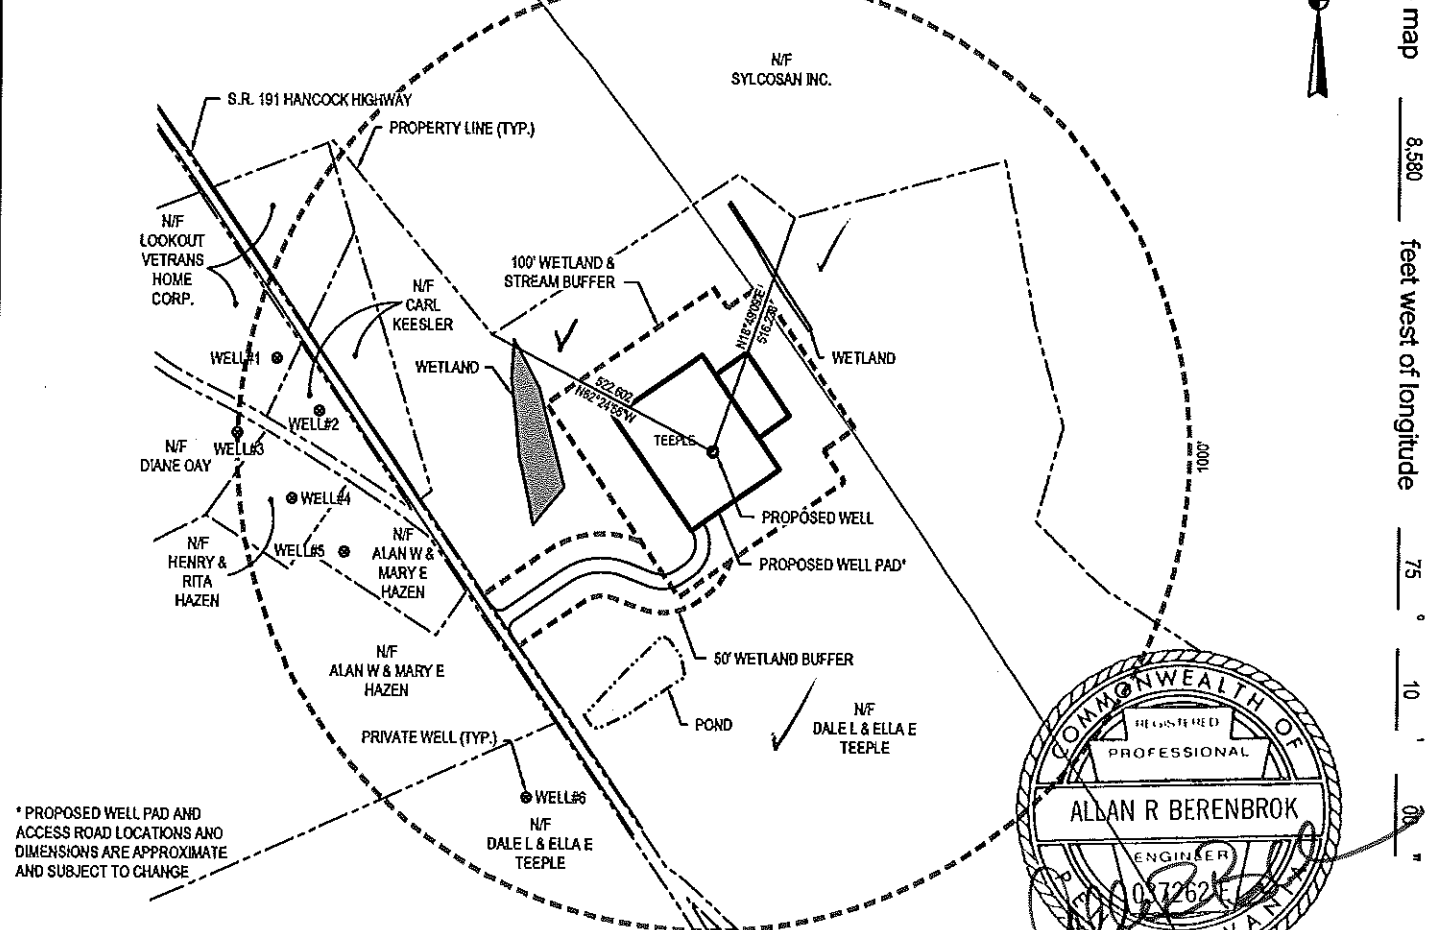 map 8,580 feet west of longitude 75 ° 10 ' 00 "
N/F
SYLCOSAN INC.
S.R. 191 HANCOCK HIGHWAY
PROPERTY LINE (TYP.)
N/F
LOOKOUT
VETRANS
HOME
CORP.
100' WETLAND &
STREAM BUFFER
N/F
CARL
KEESLER
WETLAND
WETLAND
N18°49'09"E
516.238'
522.602
N62°24'56"W
TEEPLE
WELL#1
WELL#2
WELL#3
N/F
DIANE OAY
WELL#4
WELL#5
N/F
HENRY &
RITA
HAZEN
N/F
ALAN W &
MARY E
HAZEN
1000'
PROPOSED WELL
PROPOSED WELL PAD*
N/F
ALAN W & MARY E
HAZEN
50' WETLAND BUFFER
POND
N/F
DALE L & ELLA E
TEEPLE
PRIVATE WELL (TYP.)
WELL#6
N/F
DALE L & ELLA E
TEEPLE
* PROPOSED WELL PAD AND
ACCESS ROAD LOCATIONS ANO
DIMENSIONS ARE APPROXIMATE
AND SUBJECT TO CHANGE
COMMONWEALTH OF
REGISTERED
PROFESSIONAL
ALLAN R BERENBROK
ENGINEER